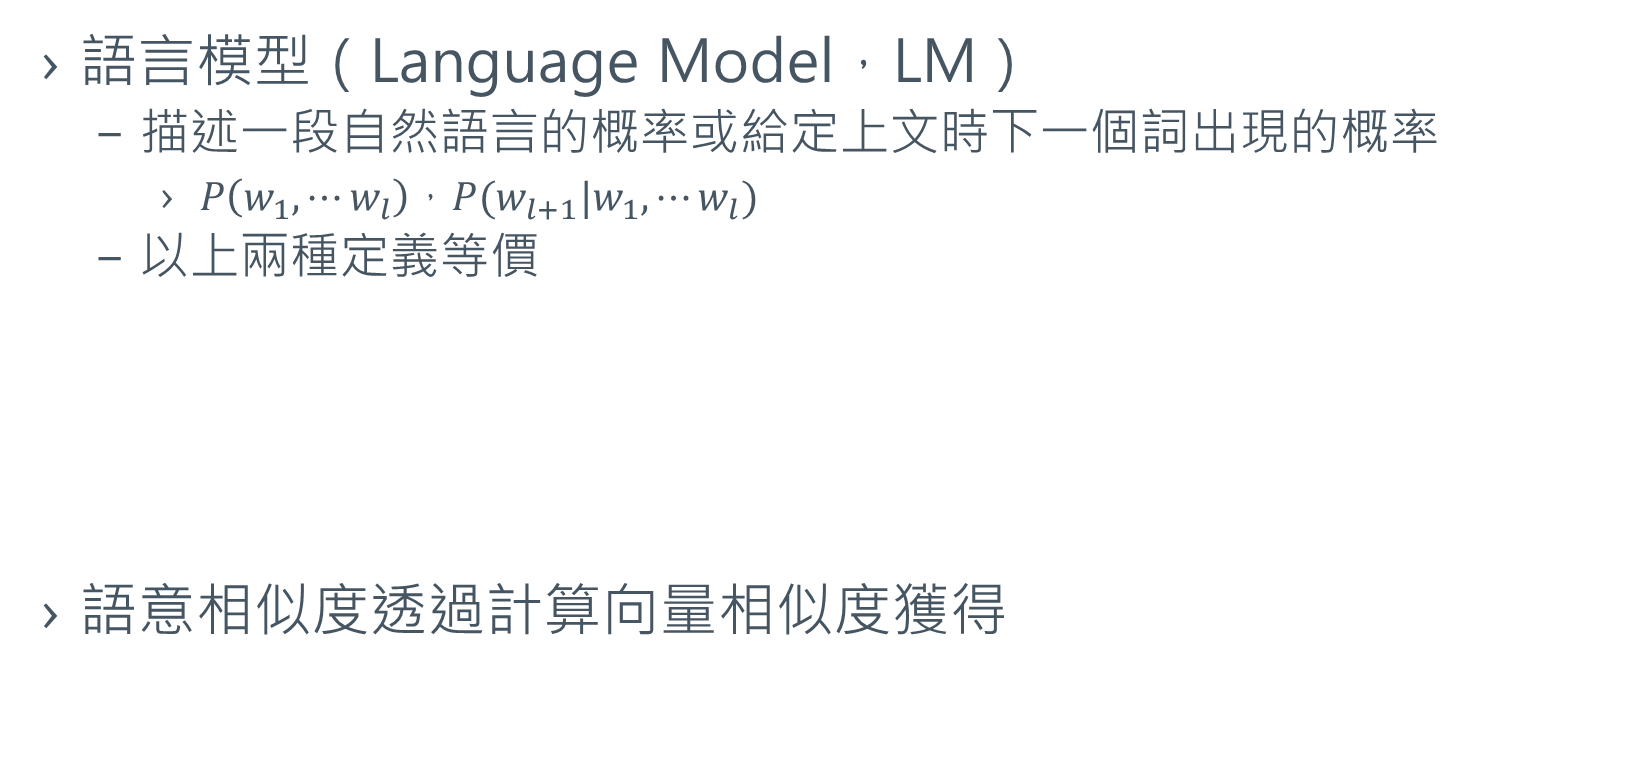 › 語言模型（Language Model，LM）
– 描述一段自然語言的概率或給定上文時下一個詞出現的概率
› P(w₁,⋯wₗ)，P(wₗ₊₁|w₁,⋯wₗ)
– 以上兩種定義等價
› 語意相似度透過計算向量相似度獲得